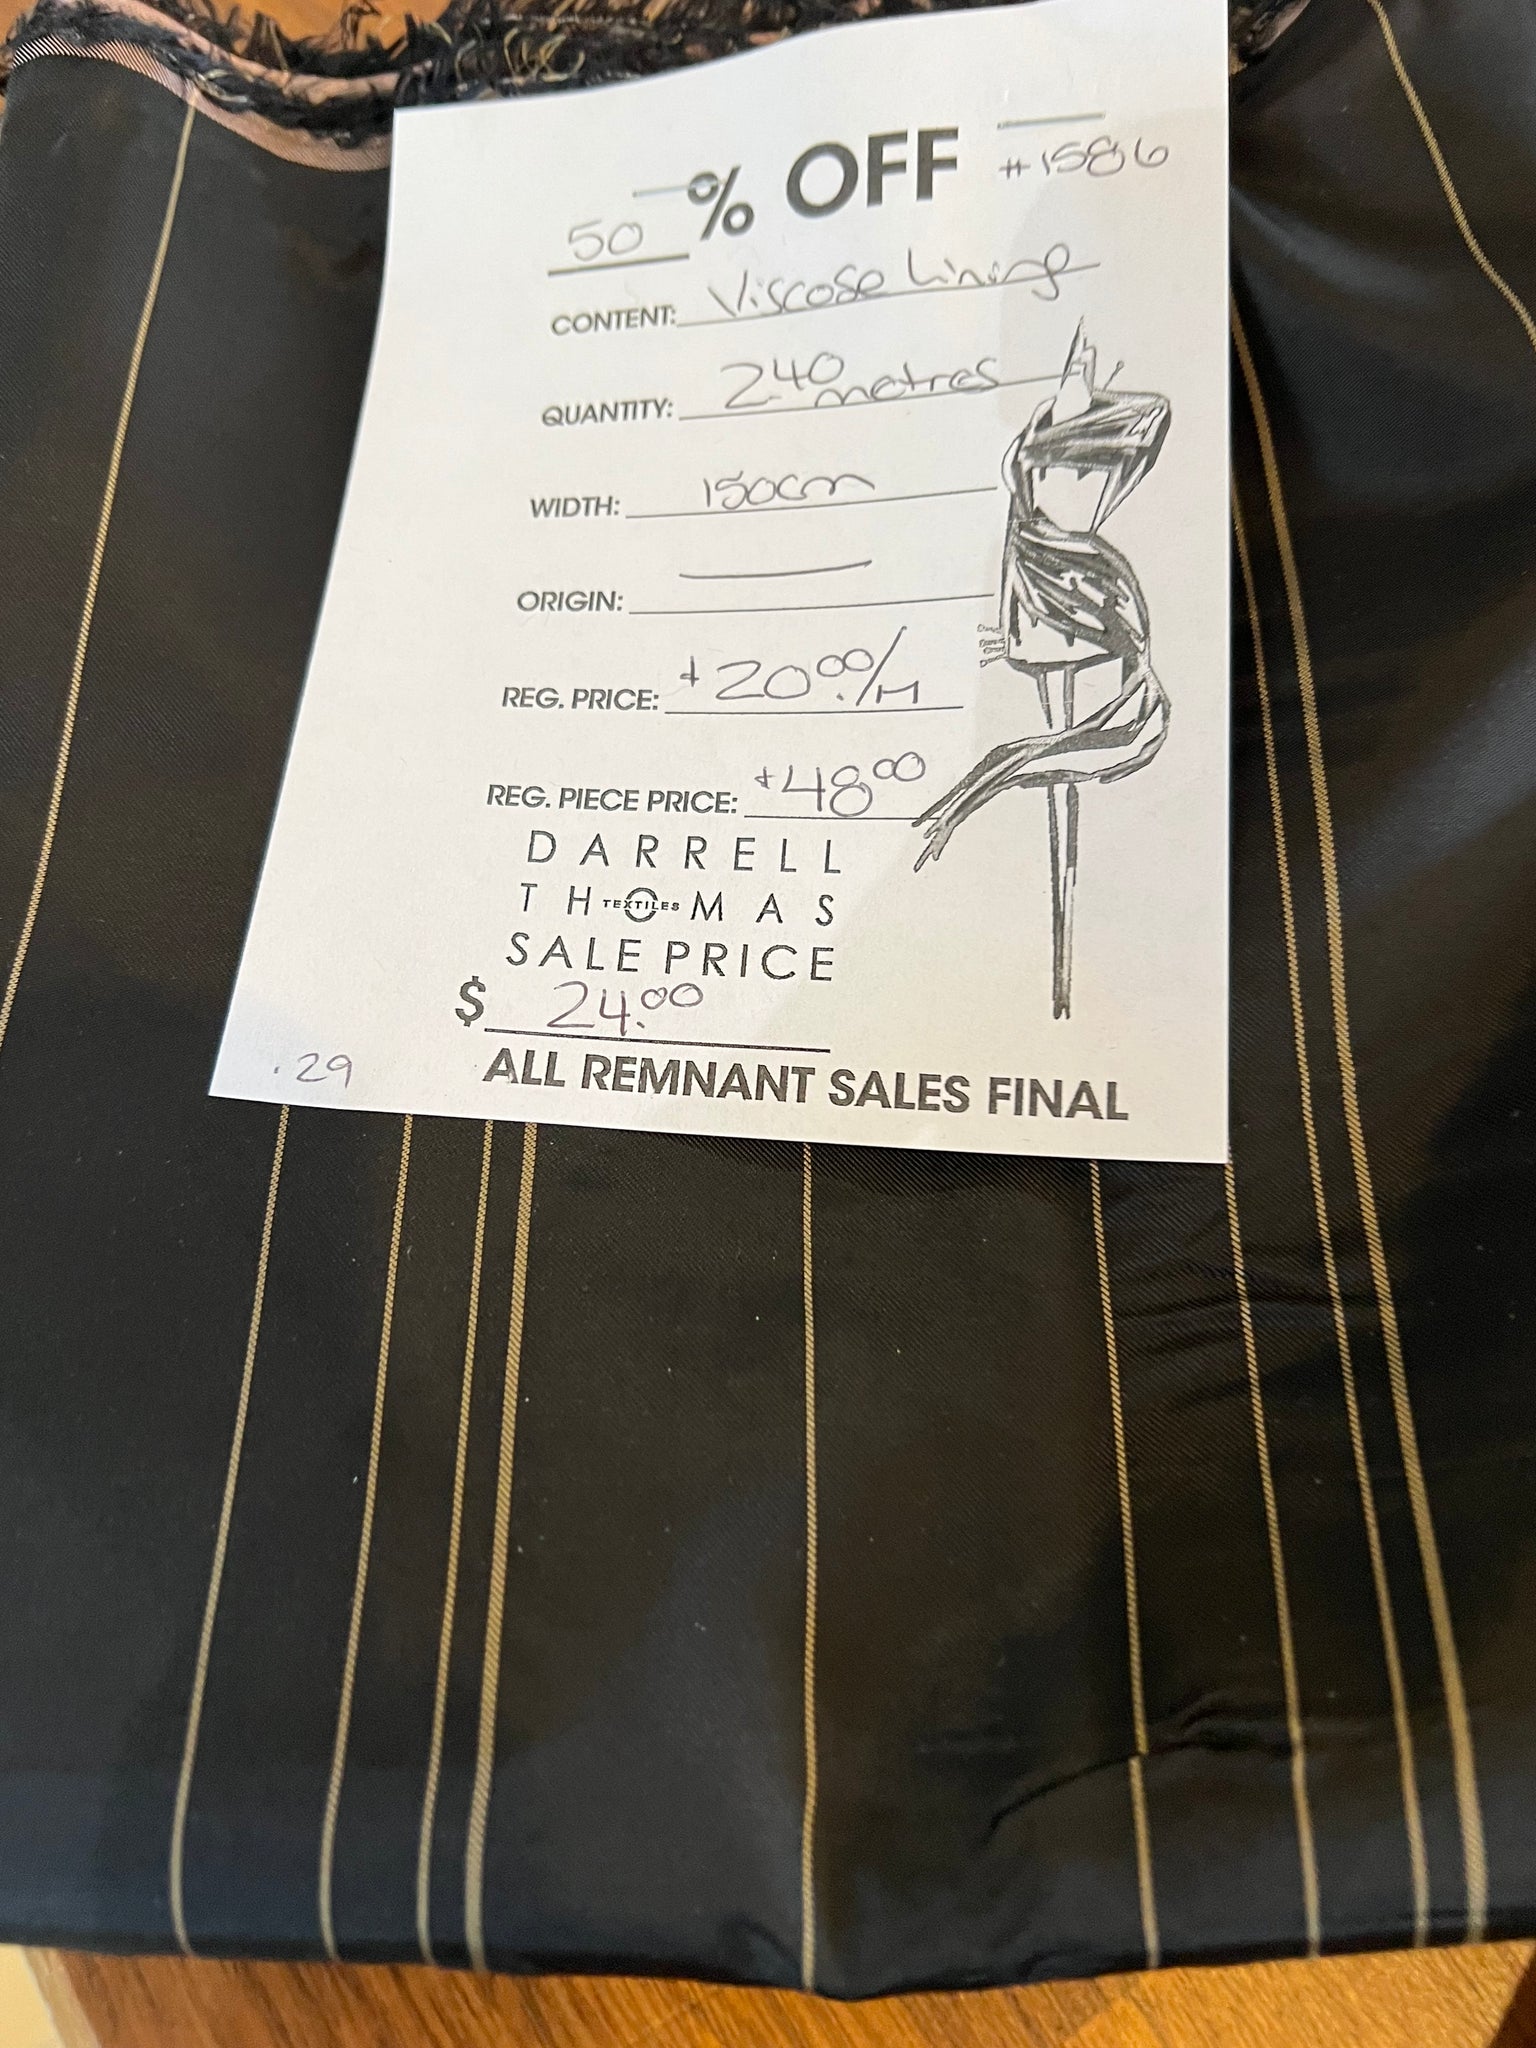 50 % OFF #1586
CONTENT: Viscose Lining
QUANTITY: 2.40 metres
WIDTH: 150cm
ORIGIN:
REG. PRICE: $20.00/M
REG. PIECE PRICE: $48.00
DARRELL
THOMAS
TEXTILES
SALE PRICE
$ 24.00
.29
ALL REMNANT SALES FINAL